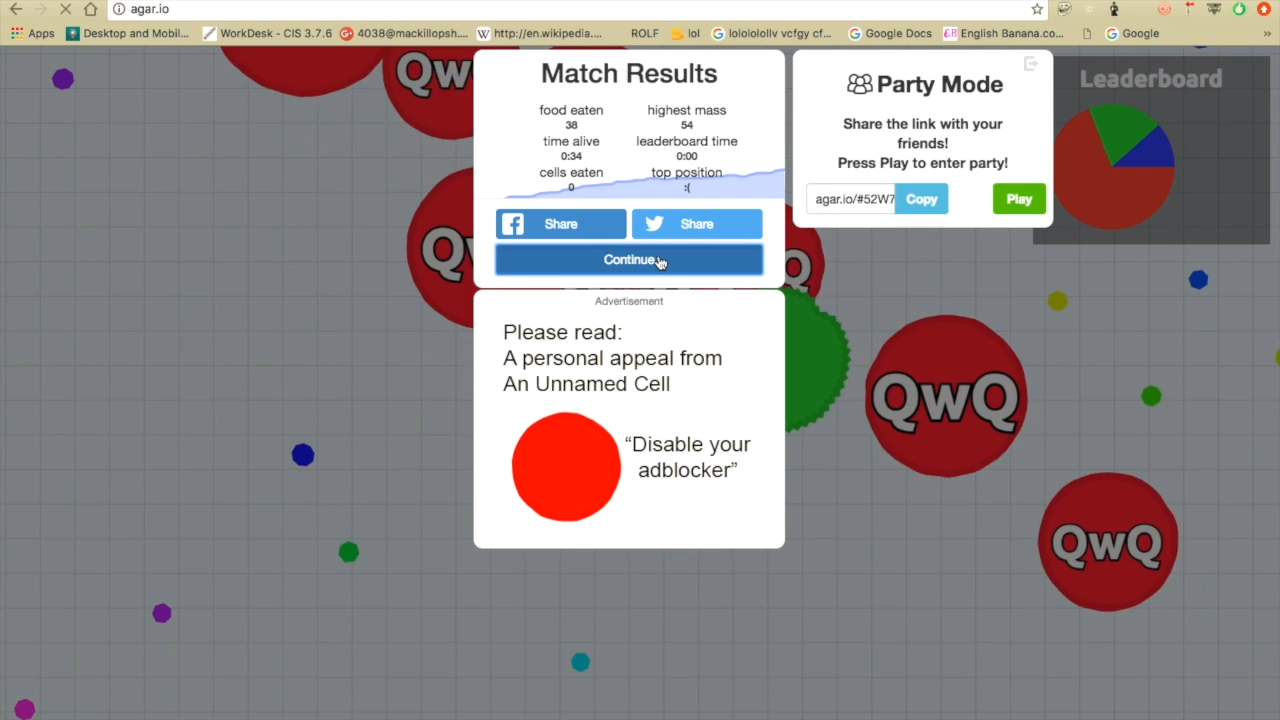 agar.io
Apps Desktop and Mobil... WorkDesk - CIS 3.7.6 4038@mackillopsh.... W http://en.wikipedia.... ROLF lol lolololollv vcfgy cf... Google Docs English Banana.co... Google »
Match Results
food eaten highest mass
38 54
time alive leaderboard time
0:34 0:00
cells eaten top position
0 :(
Share Share
Continue
Party Mode
Share the link with your
friends!
Press Play to enter party!
agar.io/#52W7 Copy Play
Leaderboard
Advertisement
Please read:
A personal appeal from
An Unnamed Cell
“Disable your
adblocker”
QwQ
QwQ